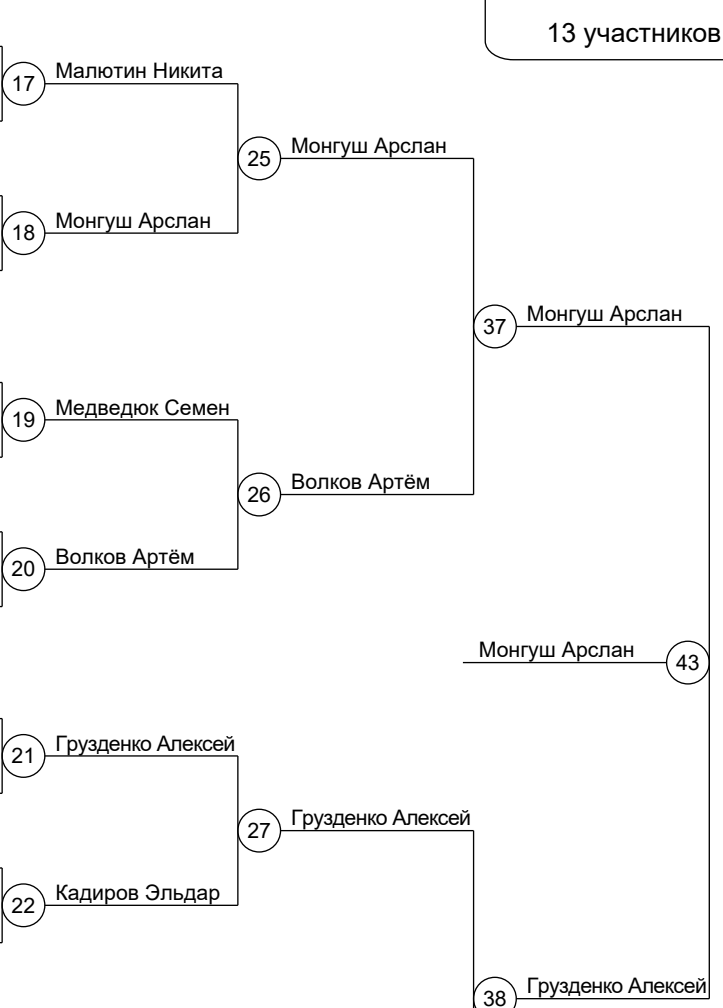 13 участников
17 Малютин Никита
25 Монгуш Арслан
18 Монгуш Арслан
37 Монгуш Арслан
19 Медведюк Семен
26 Волков Артём
20 Волков Артём
Монгуш Арслан 43
21 Грузденко Алексей
27 Грузденко Алексей
22 Кадиров Эльдар
38 Грузденко Алексей